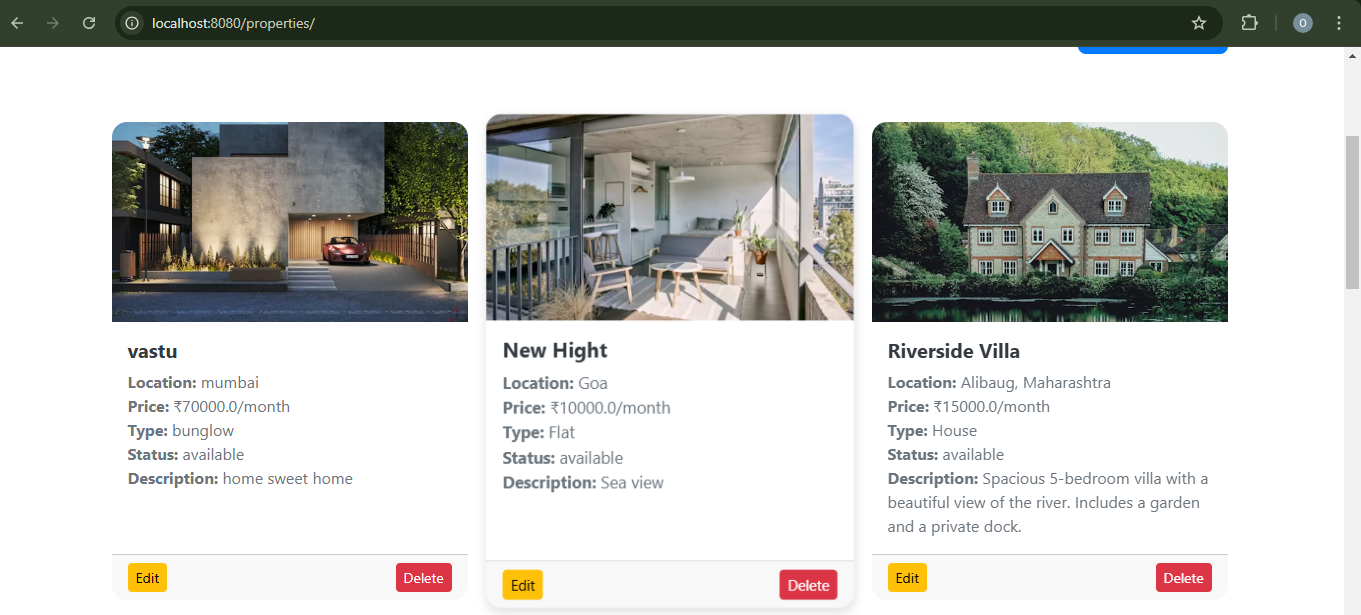 localhost:8080/properties/
O
vastu
Location: mumbai
Price: ₹70000.0/month
Type: bunglow
Status: available
Description: home sweet home
Edit
Delete
New Hight
Location: Goa
Price: ₹10000.0/month
Type: Flat
Status: available
Description: Sea view
Edit
Delete
Riverside Villa
Location: Alibaug, Maharashtra
Price: ₹15000.0/month
Type: House
Status: available
Description: Spacious 5-bedroom villa with a
beautiful view of the river. Includes a garden
and a private dock.
Edit
Delete